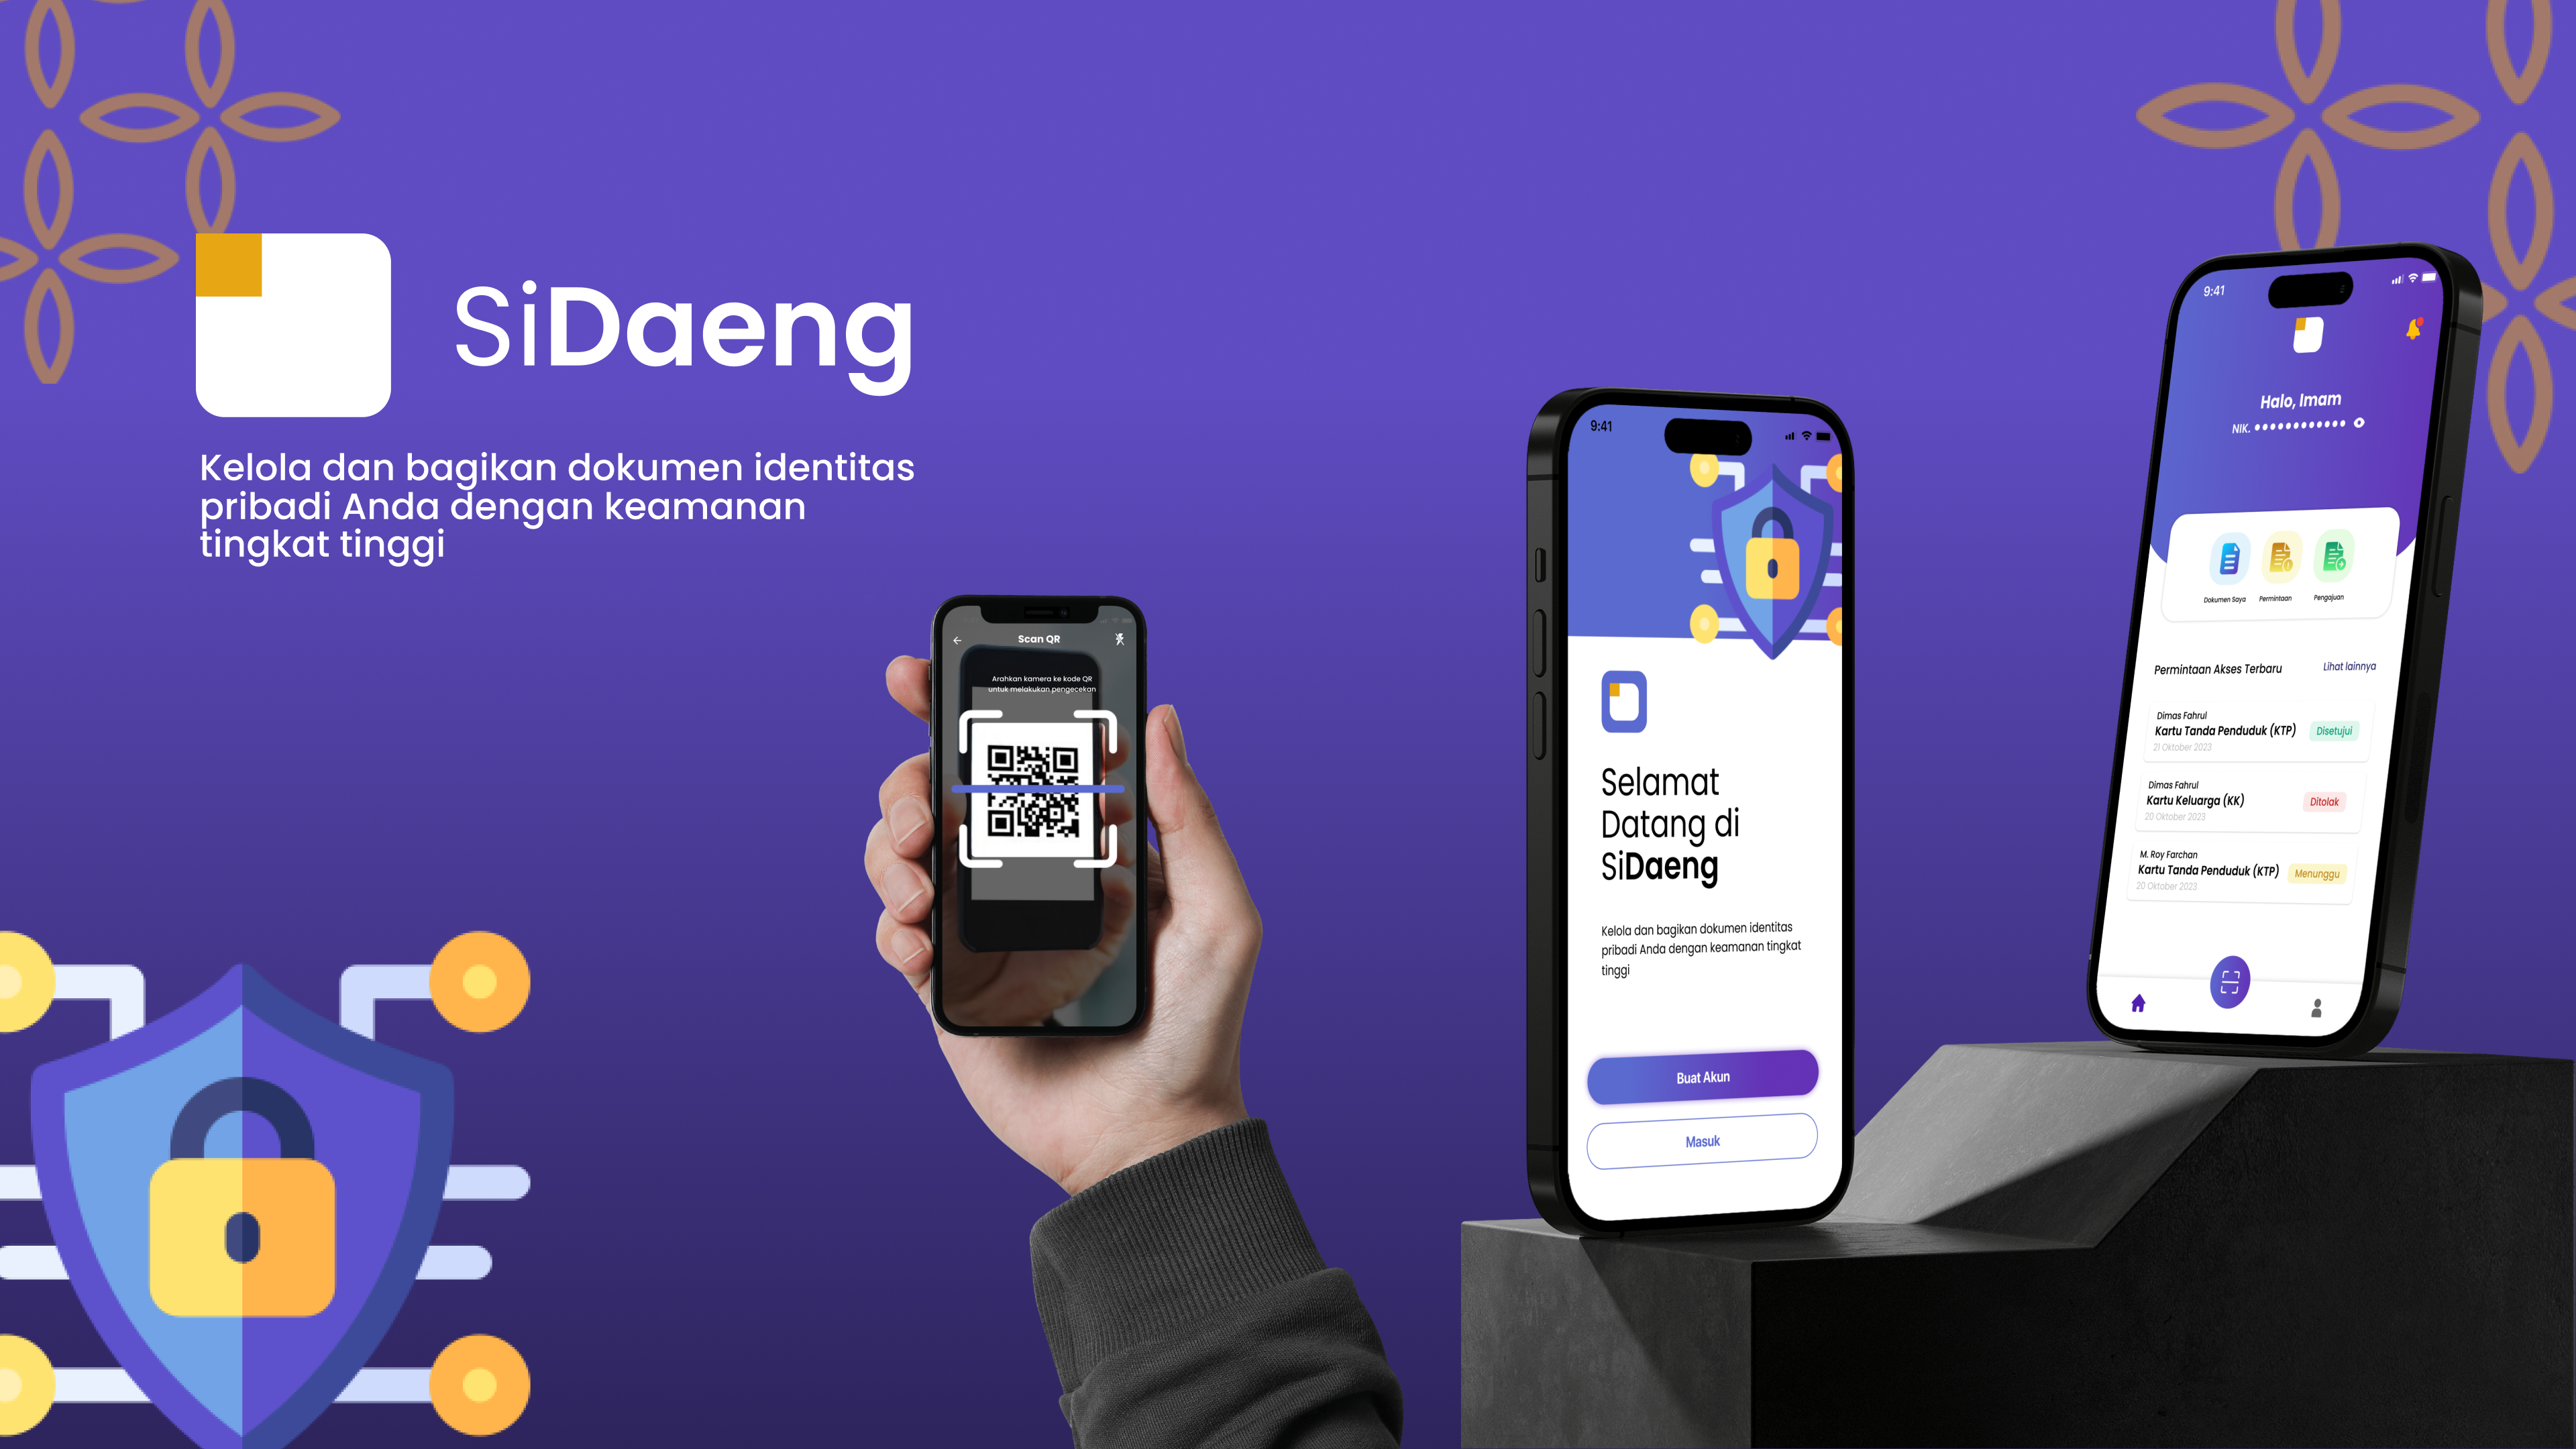 SiDaeng
Kelola dan bagikan dokumen identitas
pribadi Anda dengan keamanan
tingkat tinggi
Scan QR
Arahkan kamera ke kode QR
untuk melakukan pengecekan
9:41
Selamat
Datang di
SiDaeng
Kelola dan bagikan dokumen identitas
pribadi Anda dengan keamanan tingkat
tinggi
Buat Akun
Masuk
9:41
Halo, Imam
NIK. ••••••••••••
Dokumen Saya Permintaan Pengajuan
Permintaan Akses Terbaru Lihat lainnya
Dimas Fahrul
Kartu Tanda Penduduk (KTP) Disetujui
21 Oktober 2023
Dimas Fahrul
Kartu Keluarga (KK) Ditolak
20 Oktober 2023
M. Roy Farchan
Kartu Tanda Penduduk (KTP) Menunggu
20 Oktober 2023